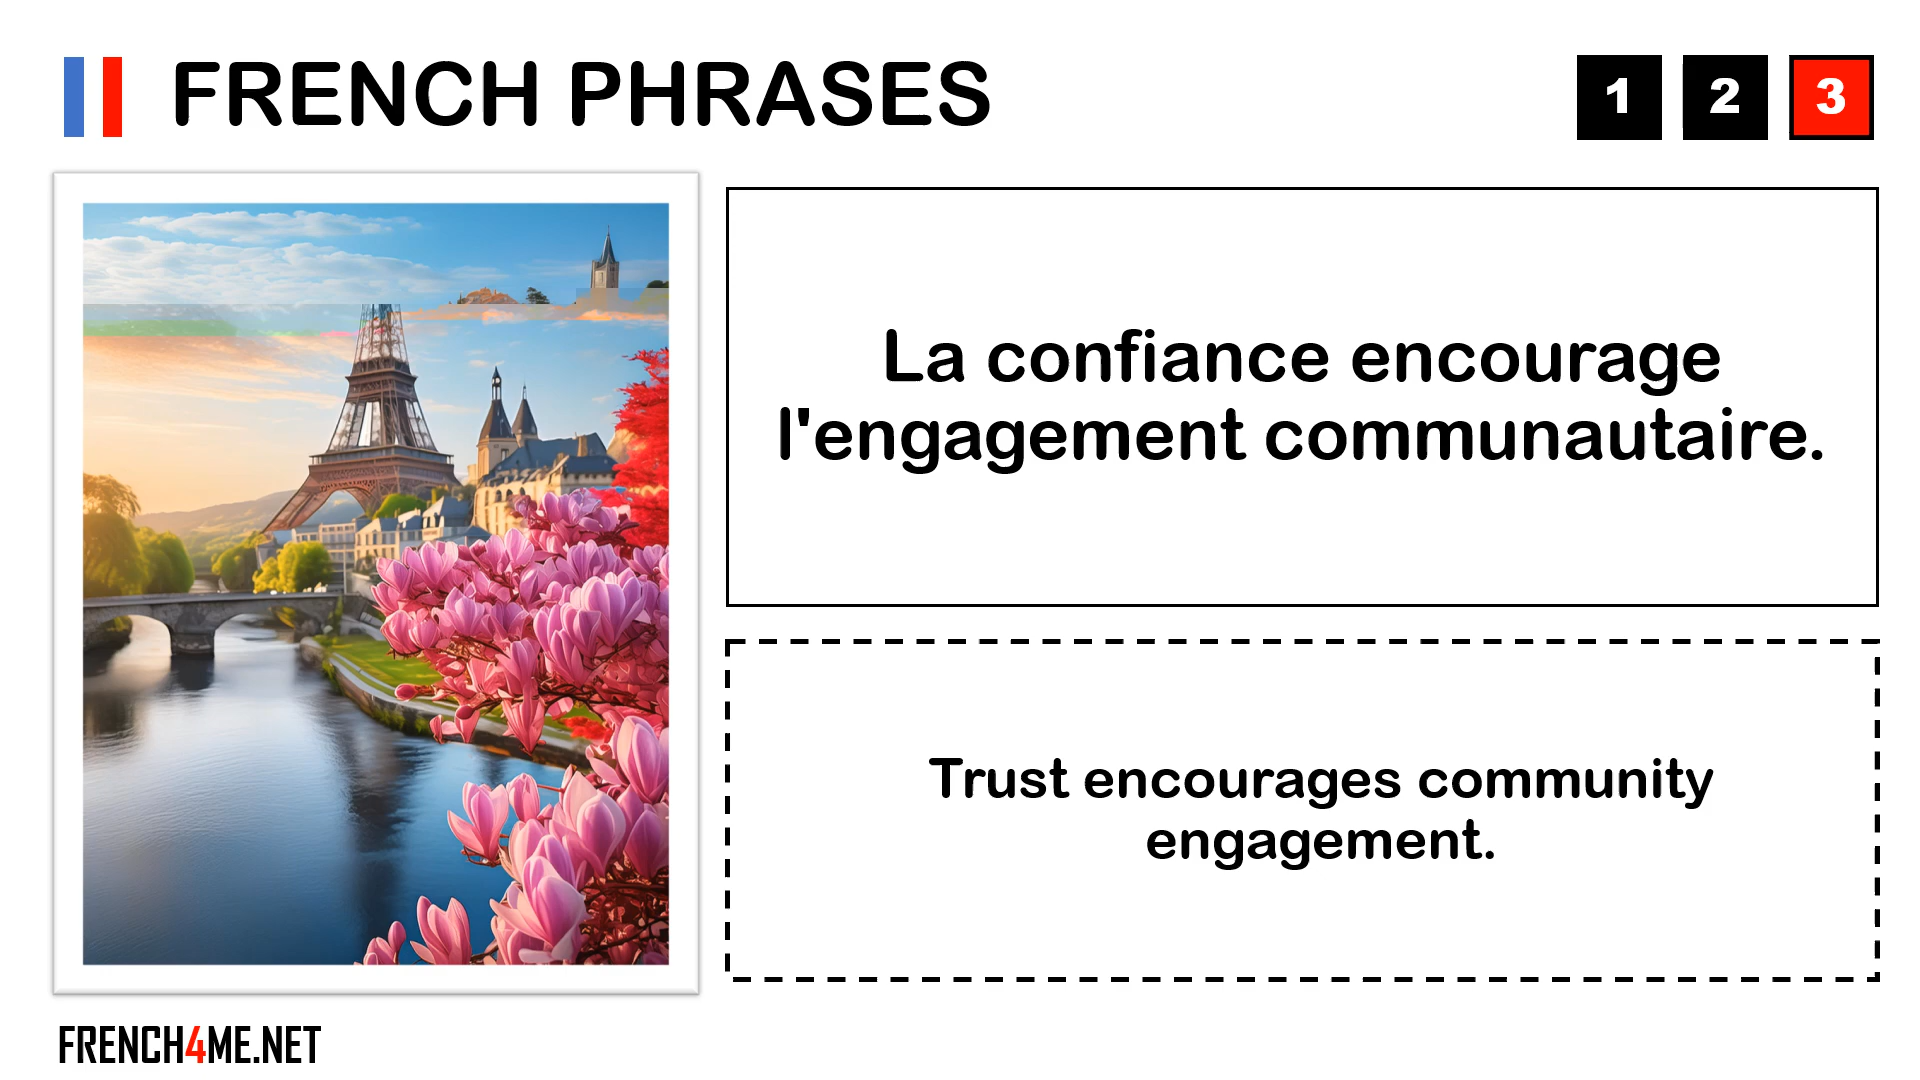 FRENCH PHRASES
1 2 3
La confiance encourage
l'engagement communautaire.
Trust encourages community
engagement.
FRENCH4ME.NET